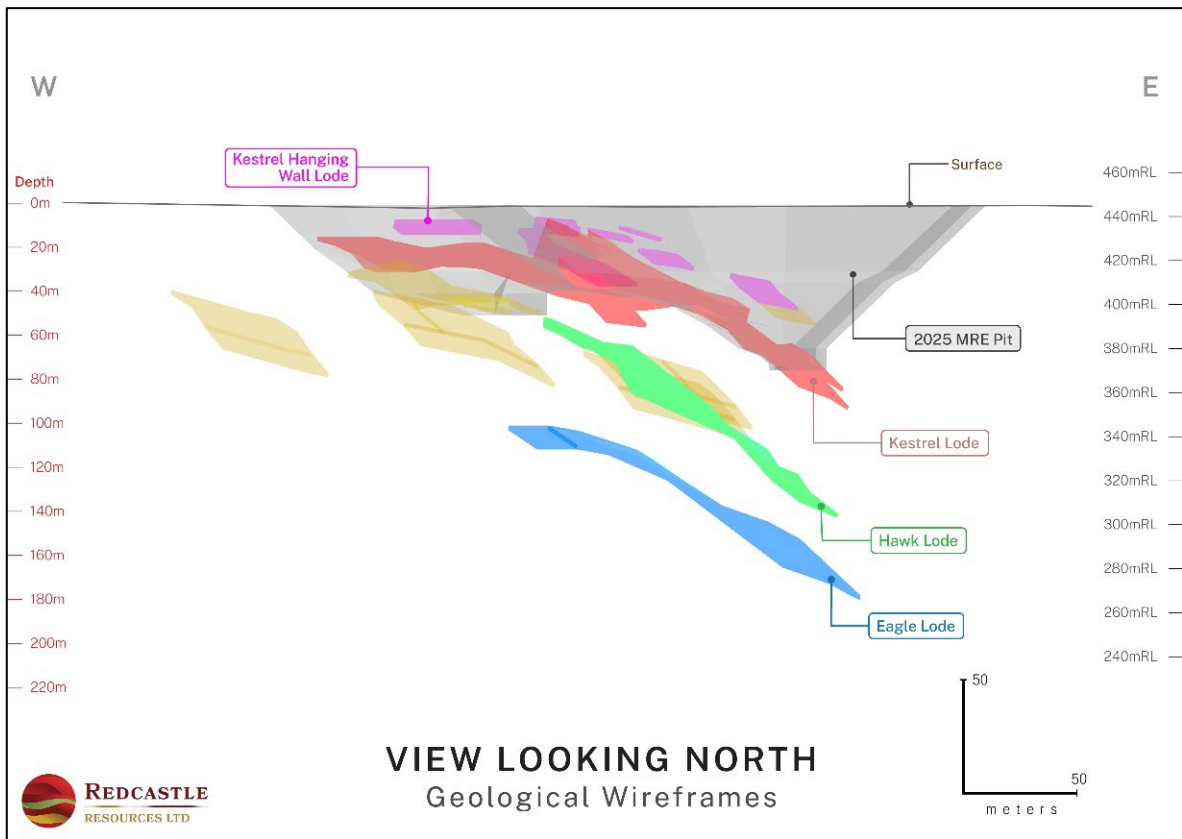 W
E
Kestrel Hanging
Wall Lode
Surface
Depth
0m
20m
40m
60m
80m
100m
120m
140m
160m
180m
200m
220m
460mRL
440mRL
420mRL
400mRL
380mRL
360mRL
340mRL
320mRL
300mRL
280mRL
260mRL
240mRL
2025 MRE Pit
Kestrel Lode
Hawk Lode
Eagle Lode
50
50
meters
VIEW LOOKING NORTH
Geological Wireframes
REDCASTLE
RESOURCES LTD